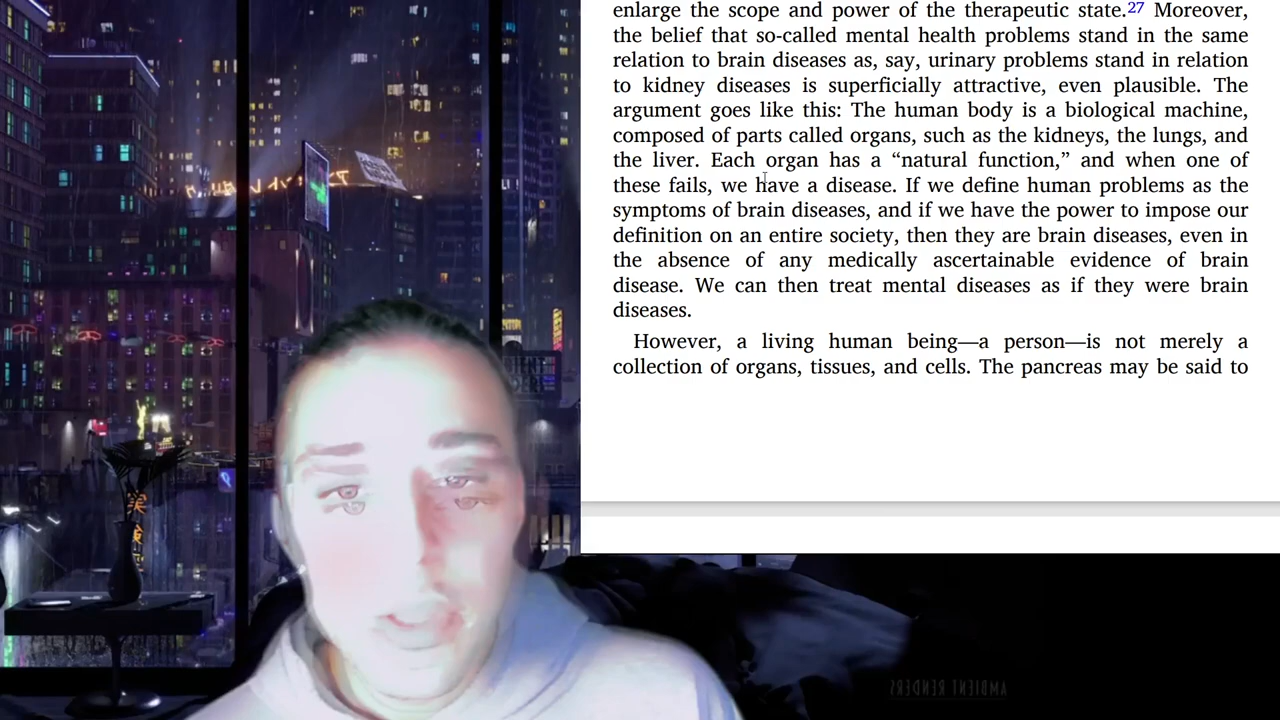 enlarge the scope and power of the therapeutic state.27 Moreover,
the belief that so-called mental health problems stand in the same
relation to brain diseases as, say, urinary problems stand in relation
to kidney diseases is superficially attractive, even plausible. The
argument goes like this: The human body is a biological machine,
composed of parts called organs, such as the kidneys, the lungs, and
the liver. Each organ has a “natural function,” and when one of
these fails, we have a disease. If we define human problems as the
symptoms of brain diseases, and if we have the power to impose our
definition on an entire society, then they are brain diseases, even in
the absence of any medically ascertainable evidence of brain
disease. We can then treat mental diseases as if they were brain
diseases.
However, a living human being—a person—is not merely a
collection of organs, tissues, and cells. The pancreas may be said to
AMBIENT RENDERS